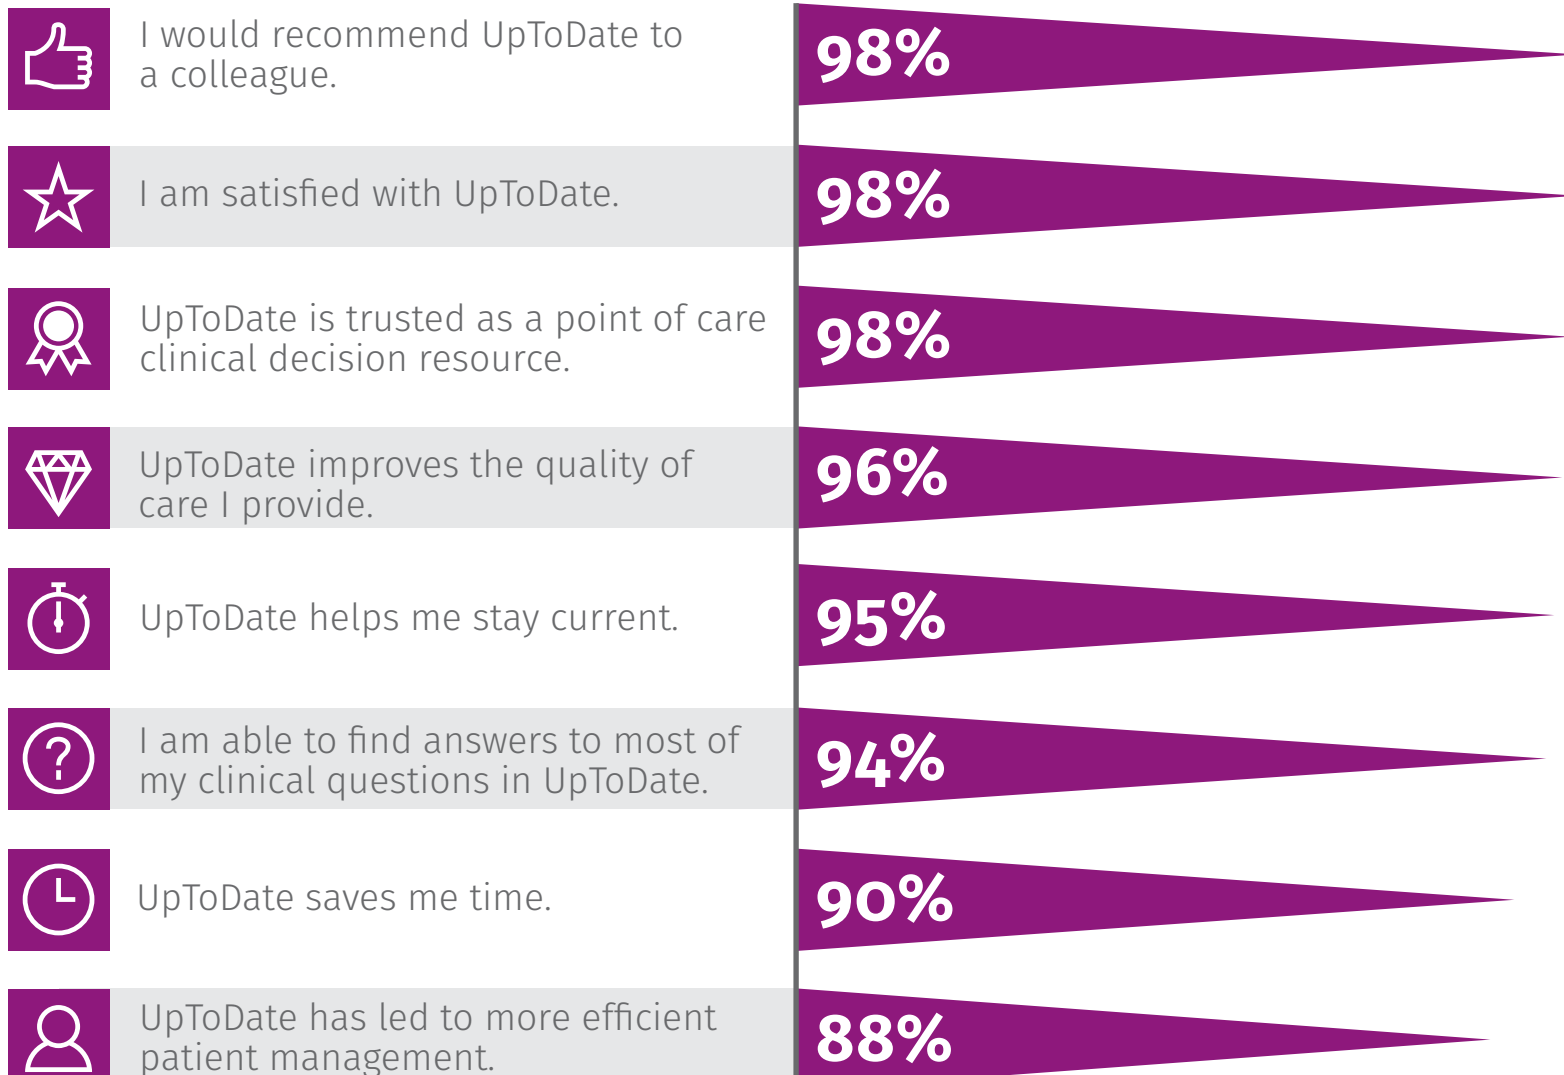 I would recommend UpToDate to
a colleague.
98%
I am satisfied with UpToDate.
98%
UpToDate is trusted as a point of care
clinical decision resource.
98%
UpToDate improves the quality of
care I provide.
96%
UpToDate helps me stay current.
95%
I am able to find answers to most of
my clinical questions in UpToDate.
94%
UpToDate saves me time.
90%
UpToDate has led to more efficient
patient management.
88%